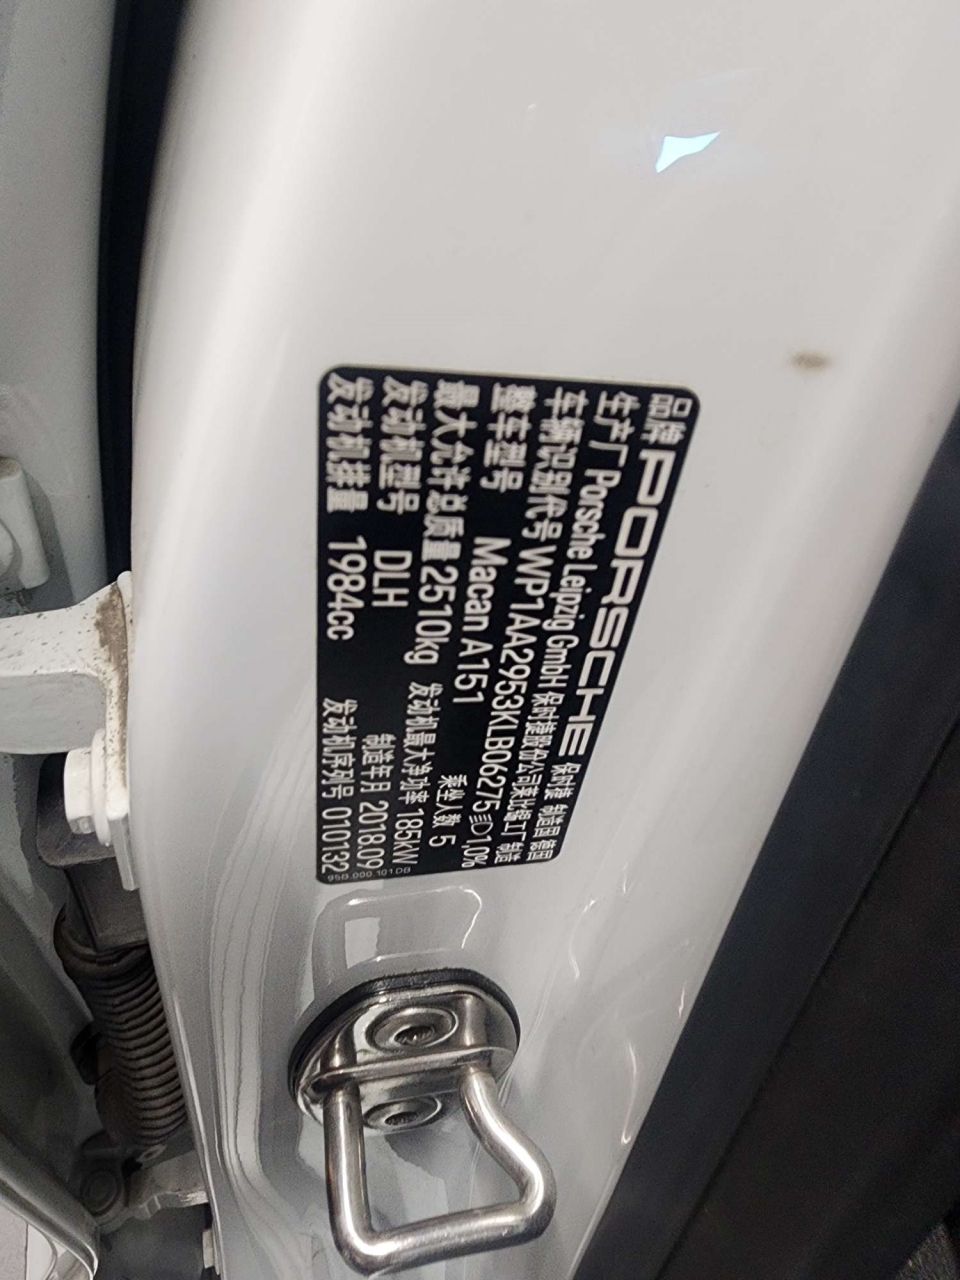 品牌 PORSCHE 保时捷 制造国 德国
生产厂 Porsche Leipzig GmbH 保时捷股份公司莱比锡工厂 制造
车辆识别代号 WP1AA2953KLB06275 1,0%
整车型号 Macan A151 乘坐人数 5
最大允许总质量 2510kg 发动机最大净功率 185kW
发动机型号 DLH 制造年月 2018.09
发动机排量 1984cc 发动机序列号 010132
95B.000.101.DB